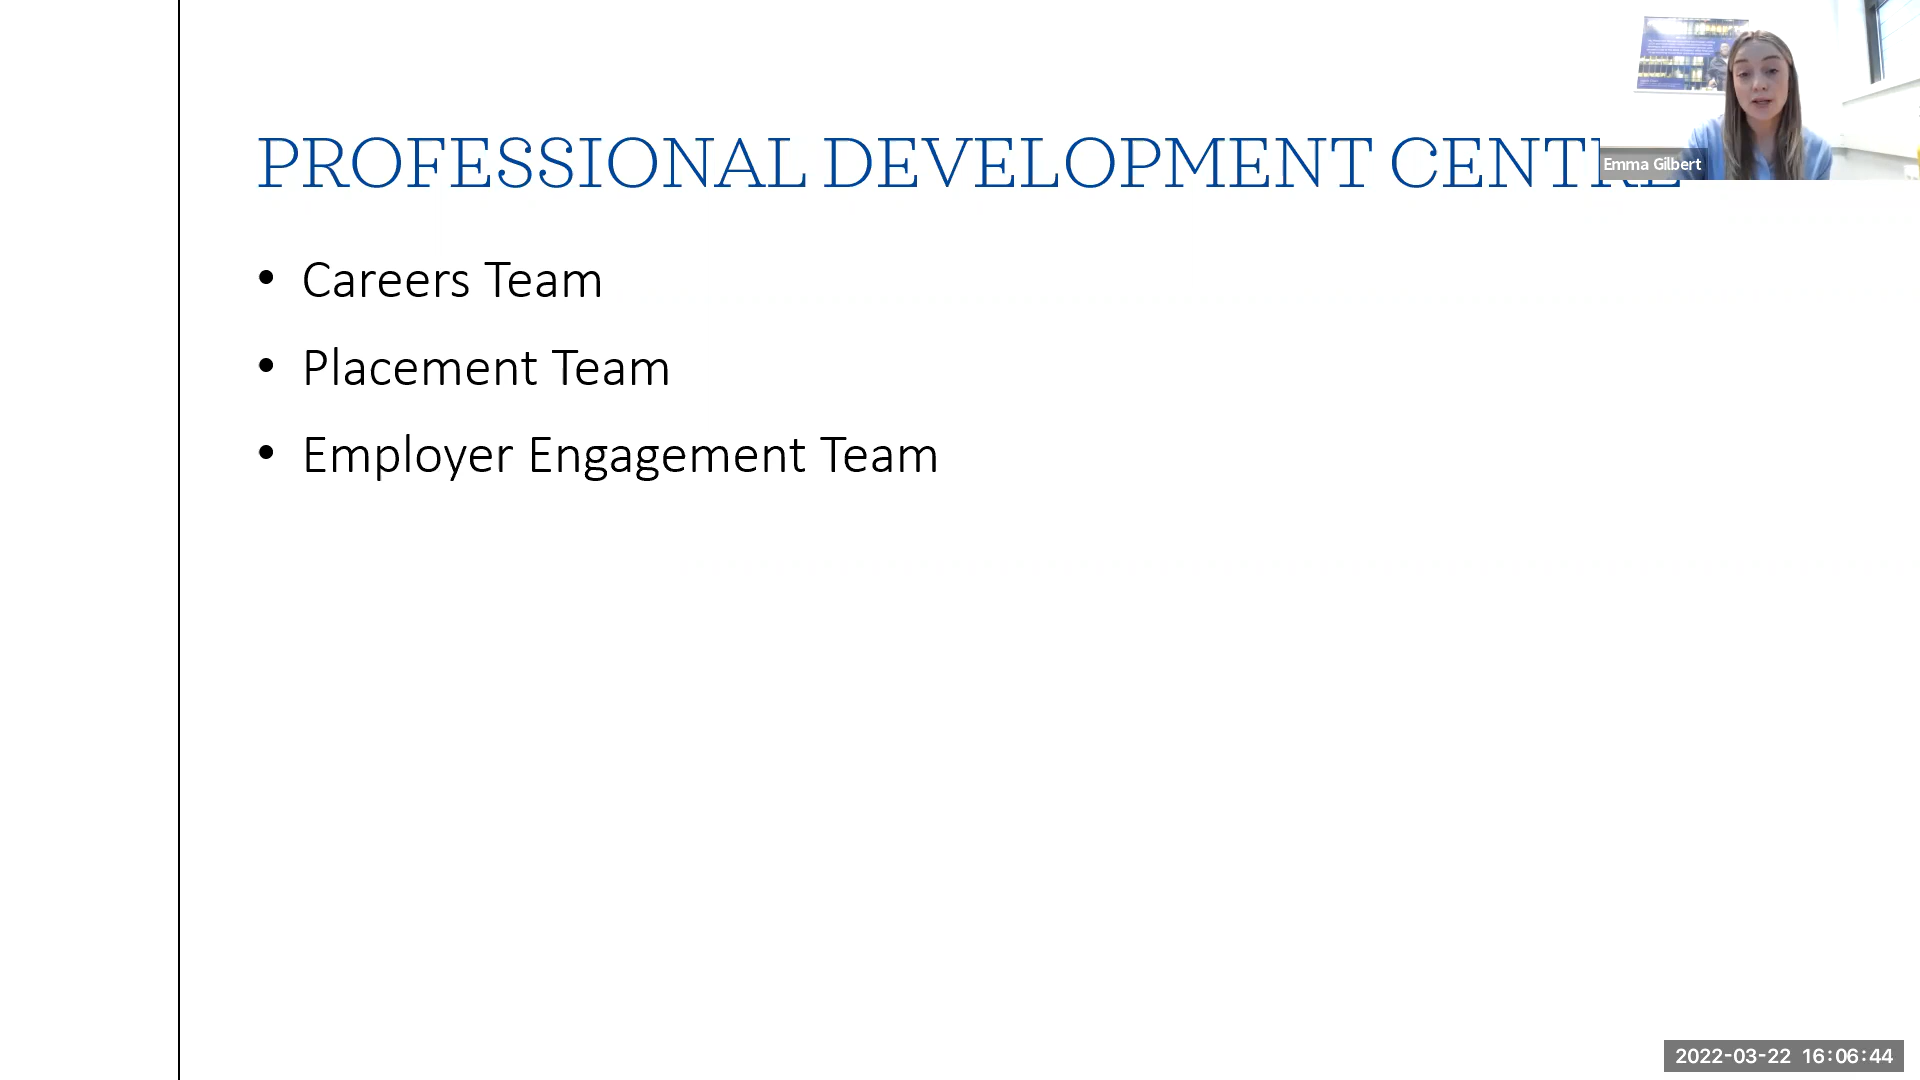 PROFESSIONAL DEVELOPMENT CENTRE
Emma Gilbert
• Careers Team
• Placement Team
• Employer Engagement Team
2022-03-22 16:06:44